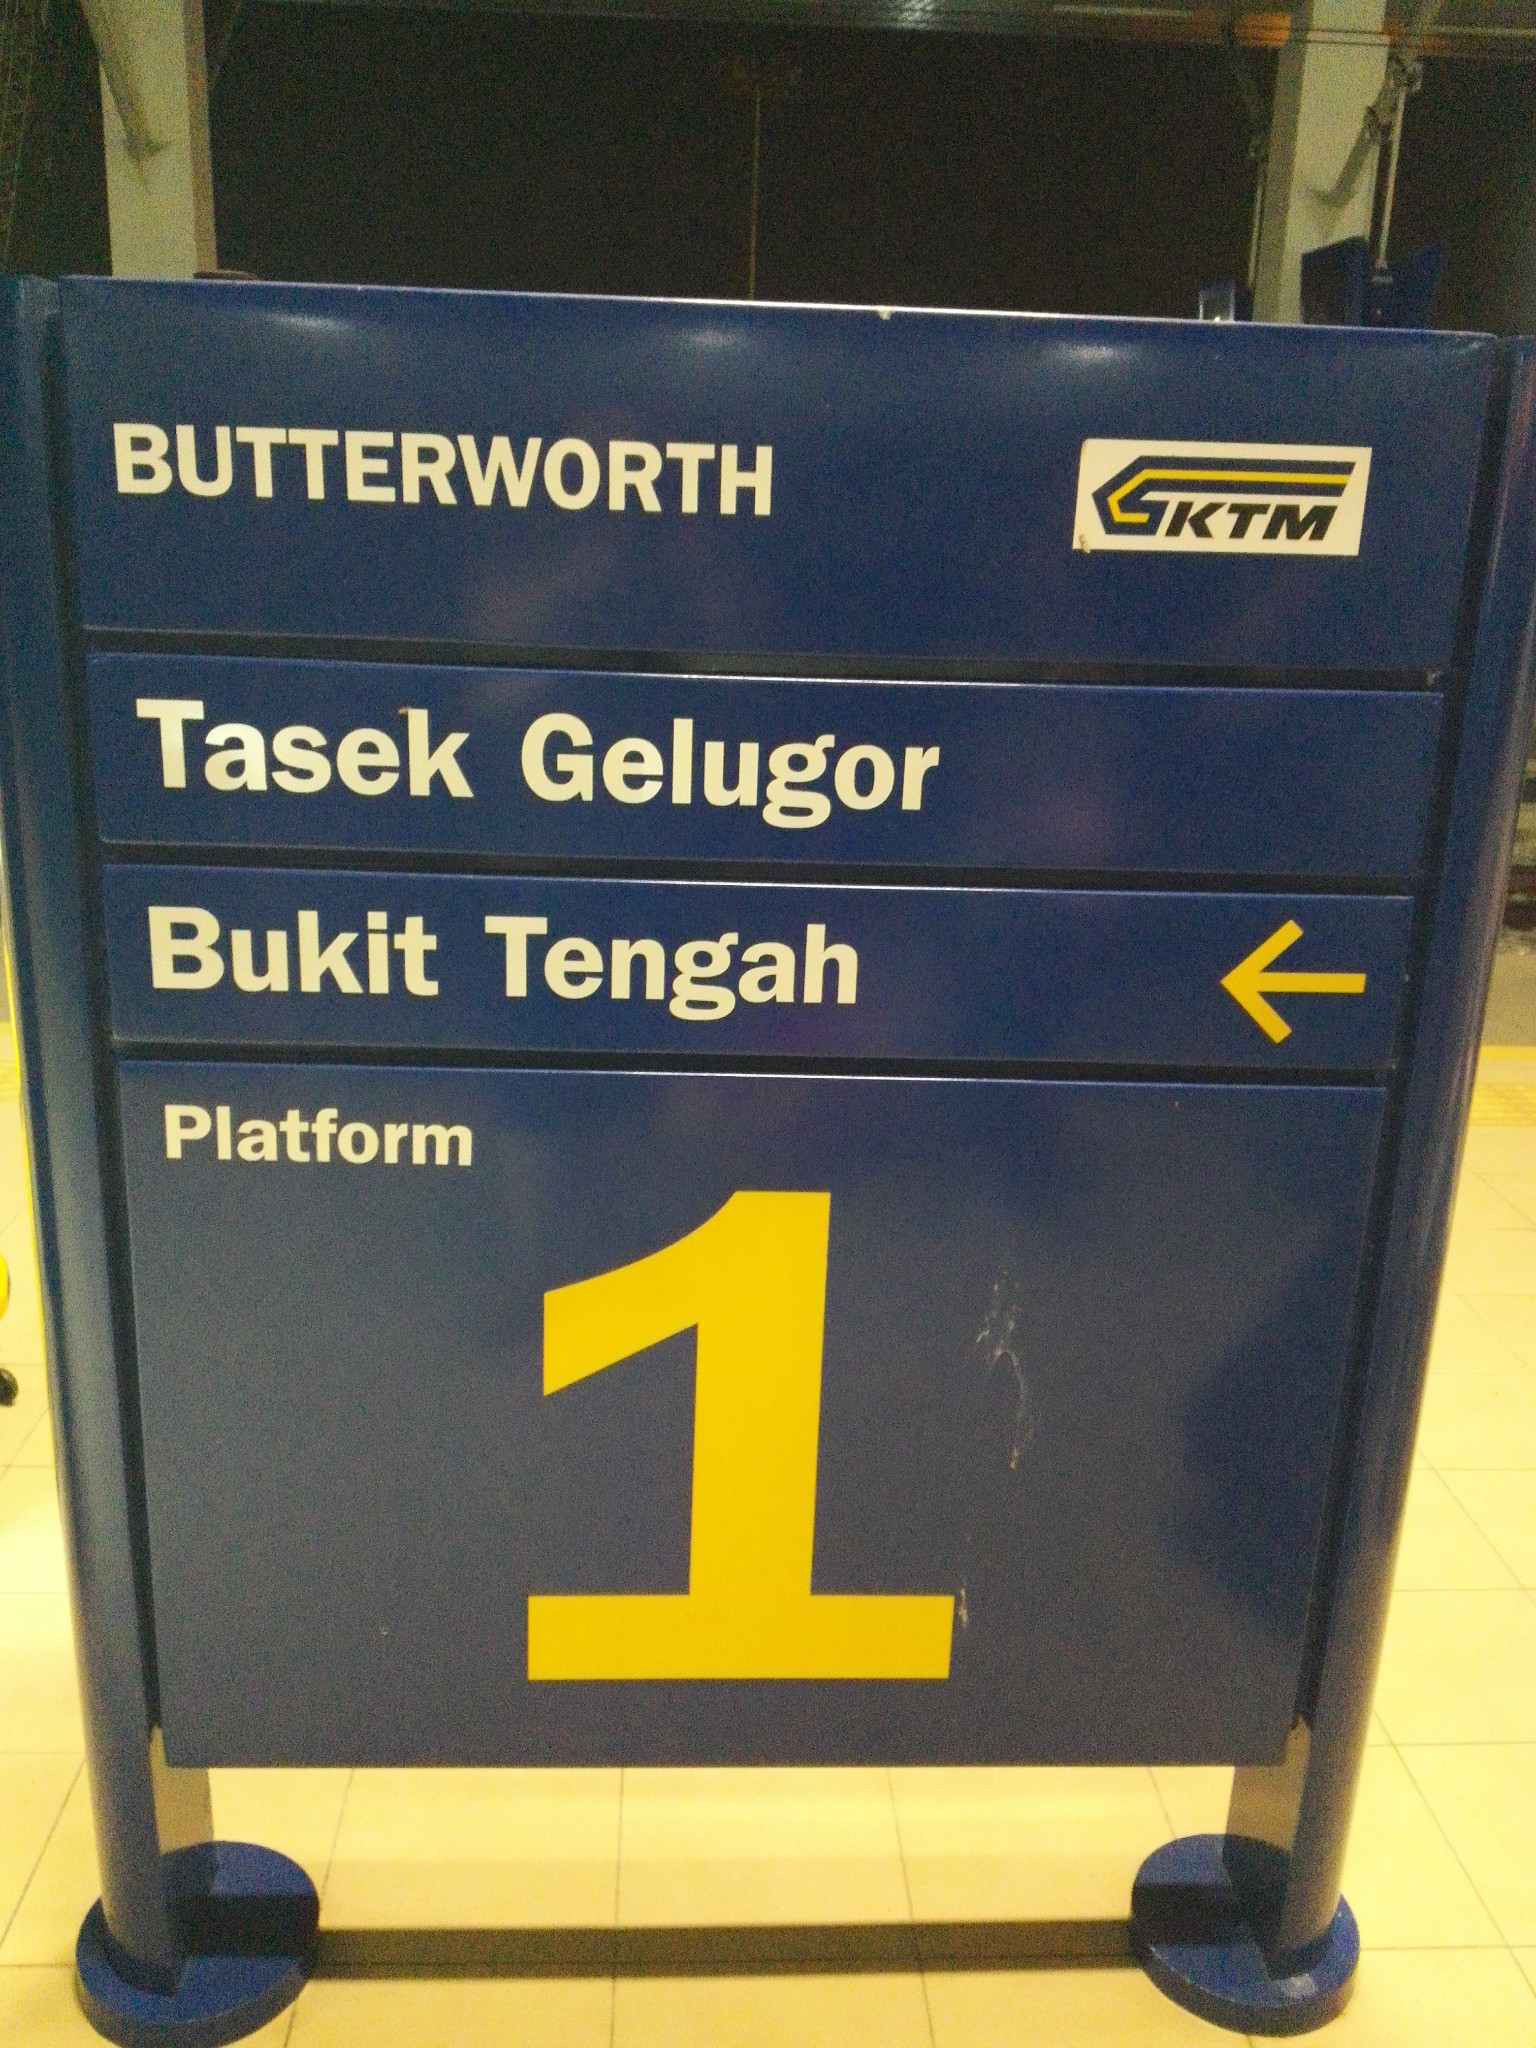 BUTTERWORTH
KTM
Tasek Gelugor
Bukit Tengah ←
Platform
1